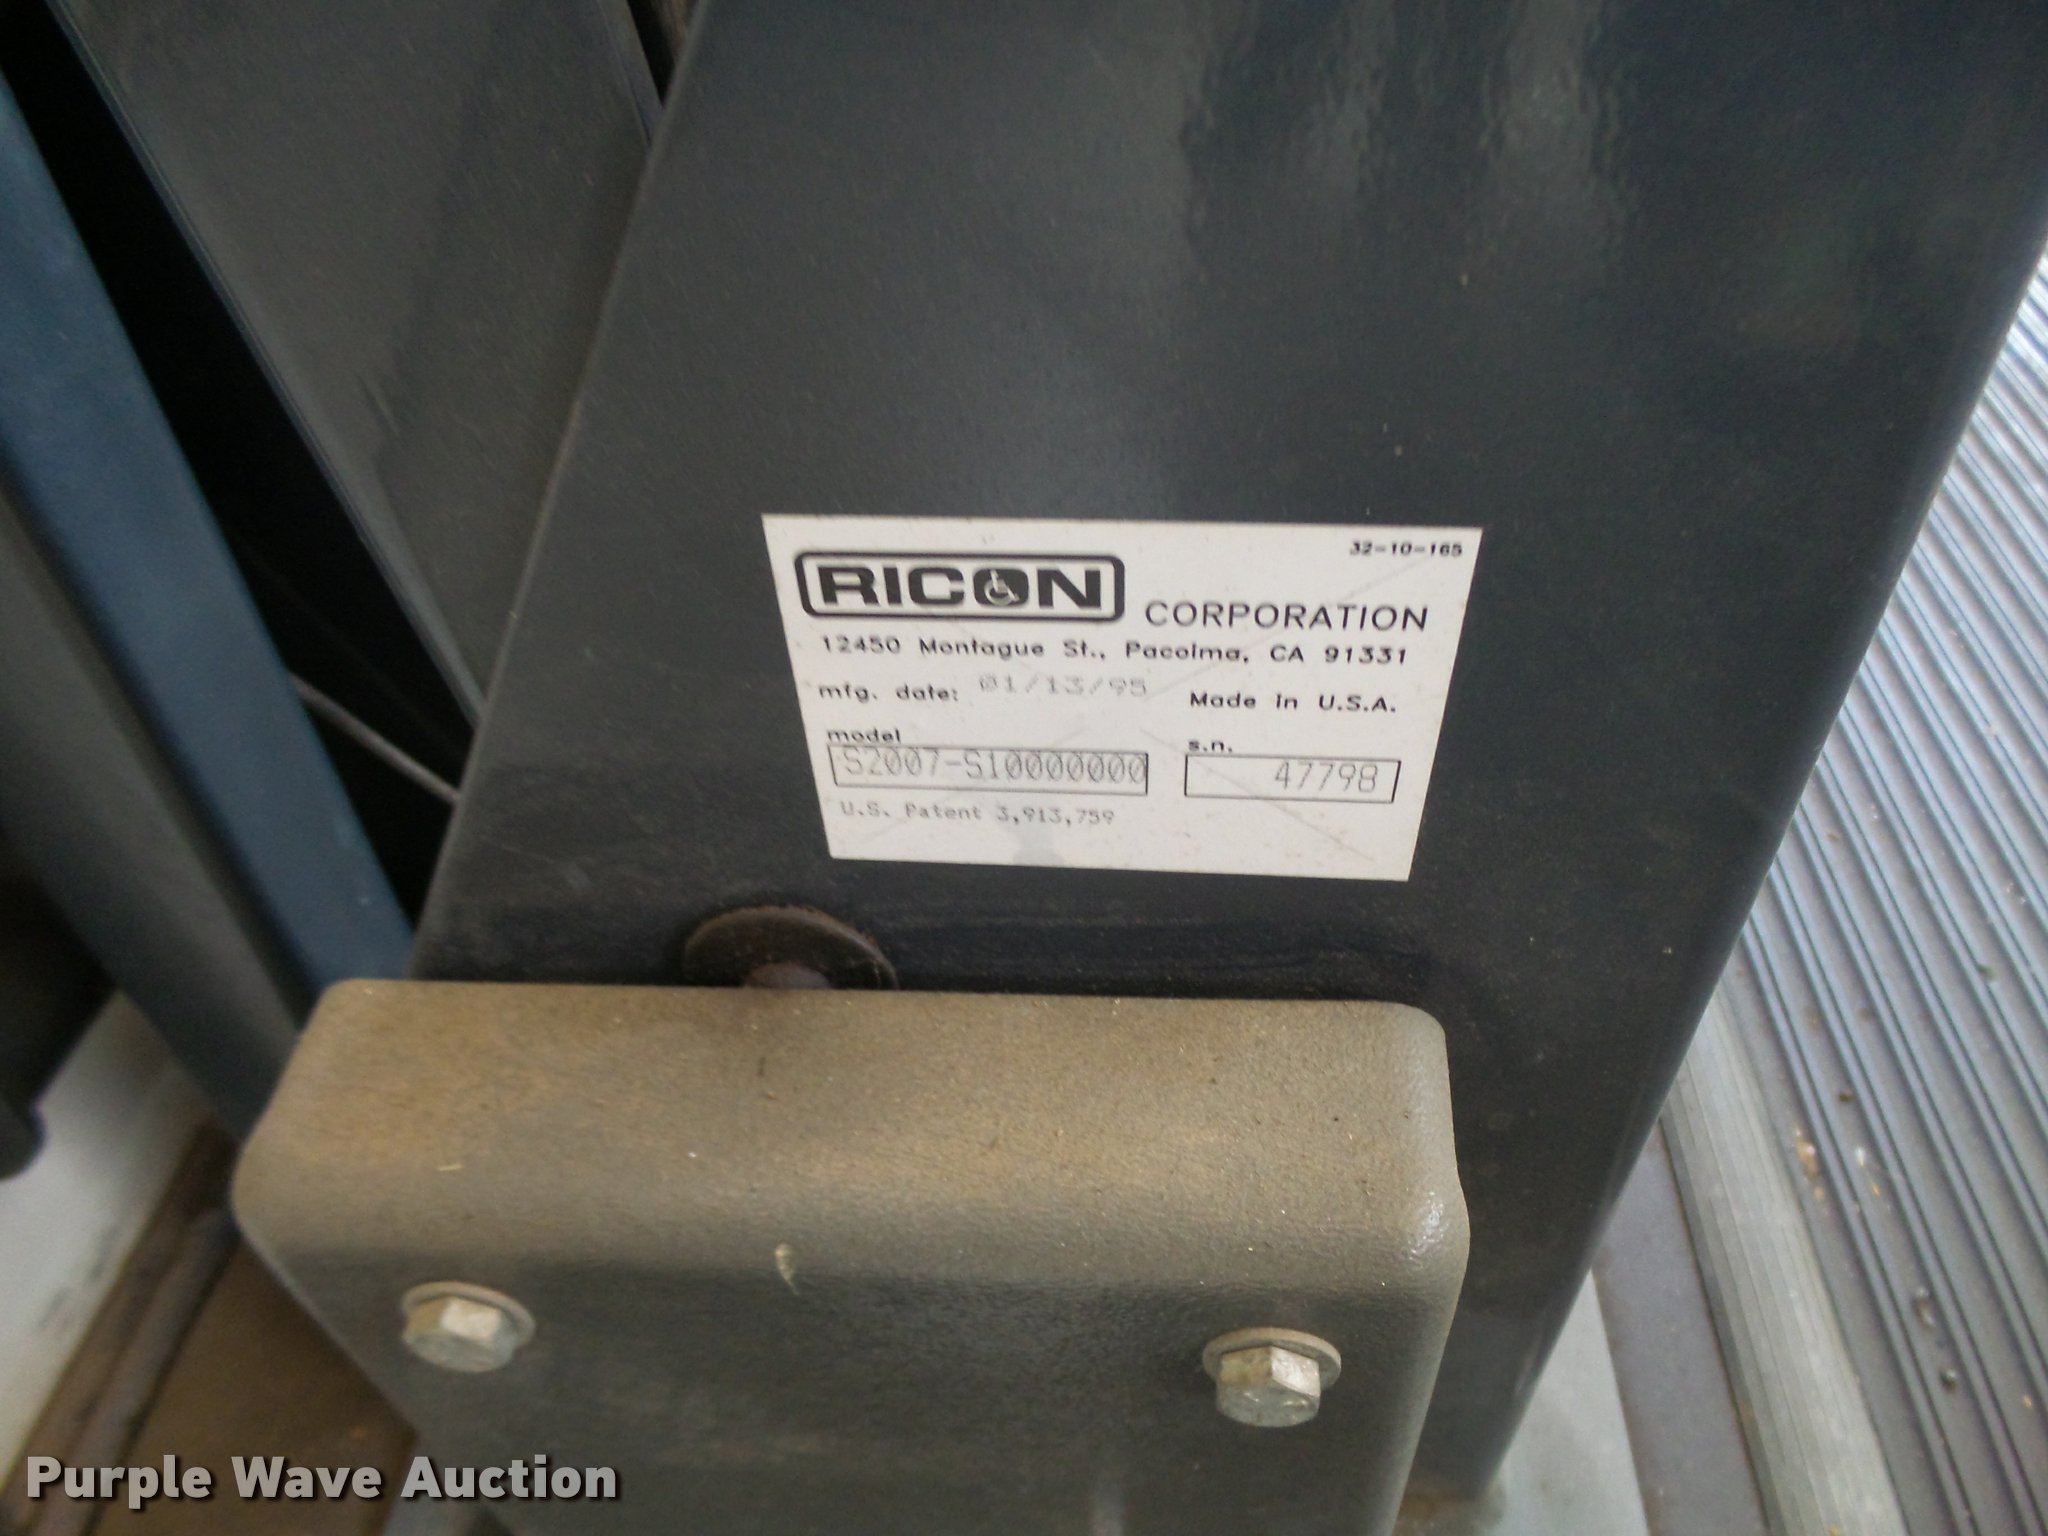 32-10-165
RICON CORPORATION
12450 Montague St., Pacoima, CA 91331
mfg. date: 01/13/95 Made in U.S.A.
model s.n.
S2007-S10000000 47798
U.S. Patent 3,913,759
Purple Wave Auction